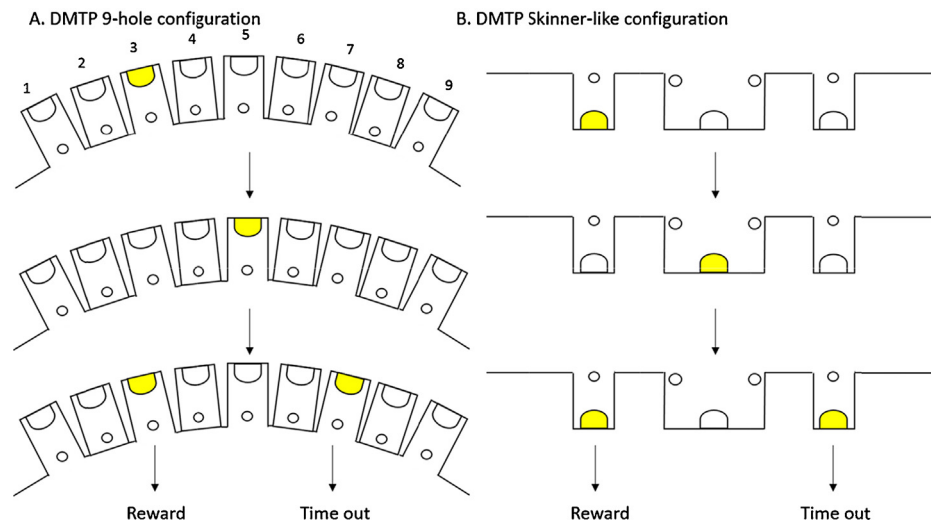 A. DMTP 9-hole configuration
B. DMTP Skinner-like configuration
1 2 3 4 5 6 7 8 9
Reward
Time out
Reward
Time out